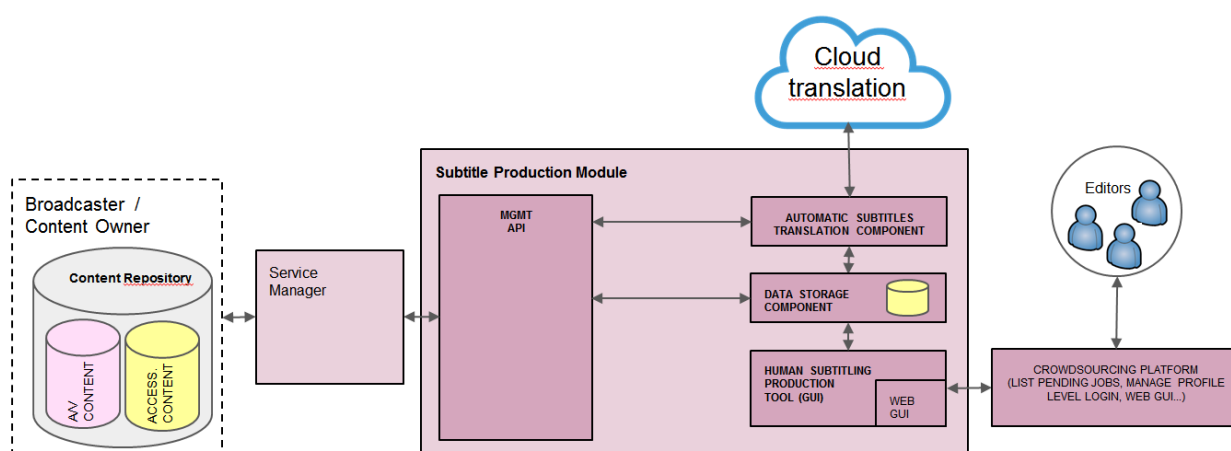 Cloud
translation
Subtitle Production Module
Broadcaster /
Content Owner
Content Repository
A/V
CONTENT
ACCESS.
CONTENT
Service
Manager
MGMT
API
AUTOMATIC SUBTITLES
TRANSLATION COMPONENT
DATA STORAGE
COMPONENT
HUMAN SUBTITLING
PRODUCTION
TOOL (GUI)
WEB
GUI
Editors
CROWDSOURCING PLATFORM
(LIST PENDING JOBS, MANAGE PROFILE
LEVEL LOGIN, WEB GUI...)